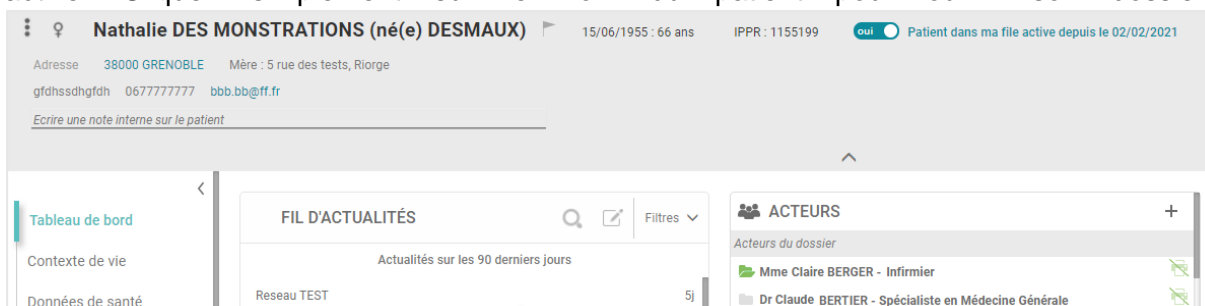 Nathalie DES MONSTRATIONS (né(e) DESMAUX) 15/06/1955 : 66 ans IPPR : 1155199 oui Patient dans ma file active depuis le 02/02/2021
Adresse 38000 GRENOBLE Mère : 5 rue des tests, Riorge
gfdhssdhgfdh 0677777777 bbb.bb@ff.fr
Ecrire une note interne sur le patient
Tableau de bord
Contexte de vie
Données de santé
FIL D'ACTUALITÉS Filtres
Actualités sur les 90 derniers jours
Reseau TEST 5j
ACTEURS +
Acteurs du dossier
Mme Claire BERGER - Infirmier
Dr Claude BERTIER - Spécialiste en Médecine Générale